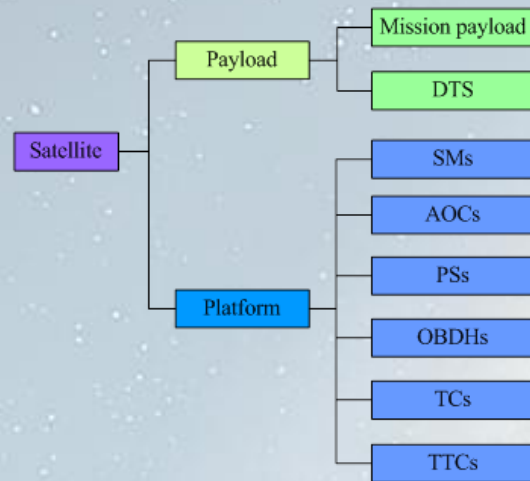 Satellite
Payload
Mission payload
DTS
Platform
SMs
AOCs
PSs
OBDHs
TCs
TTCs